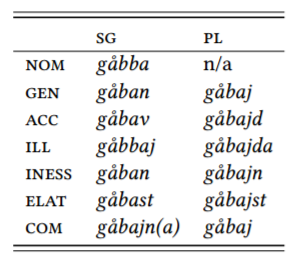 SG PL
NOM gåbba n/a
GEN gåban gåbaj
ACC gåbav gåbajd
ILL gåbbaj gåbajda
INESS gåban gåbajn
ELAT gåbast gåbajst
COM gåbajn(a) gåbaj